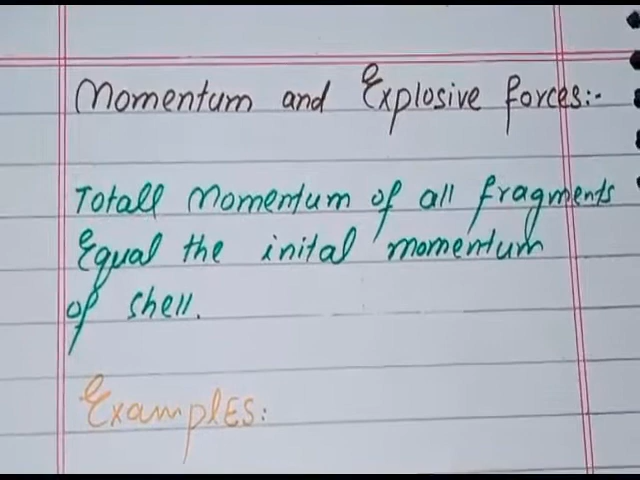 Momentum and Explosive forces:-
Totall momentum of all fragments
Equal the inital momentum
of shell.
ExamplES: